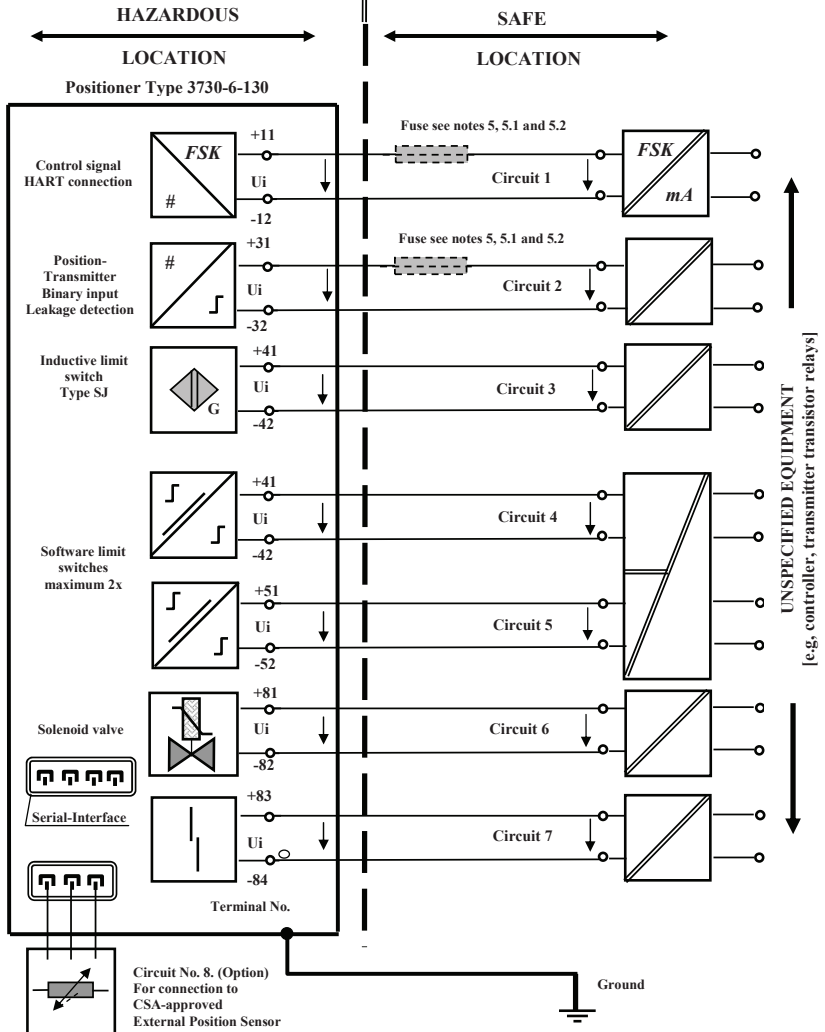 HAZARDOUS
LOCATION
SAFE
LOCATION
Positioner Type 3730-6-130
Control signal
HART connection
FSK
#
+11
Ui
-12
Fuse see notes 5, 5.1 and 5.2
Circuit 1
FSK
mA
Position-
Transmitter
Binary input
Leakage detection
#
+31
Ui
-32
Fuse see notes 5, 5.1 and 5.2
Circuit 2
Inductive limit
switch
Type SJ
G
+41
Ui
-42
Circuit 3
Software limit
switches
maximum 2x
+41
Ui
-42
Circuit 4
+51
Ui
-52
Circuit 5
Solenoid valve
+81
Ui
-82
Circuit 6
Serial-Interface
+83
Ui
-84
Circuit 7
Terminal No.
UNSPECIFIED EQUIPMENT
[e.g, controller, transmitter transistor relays]
Circuit No. 8. (Option)
For connection to
CSA-approved
External Position Sensor
Ground